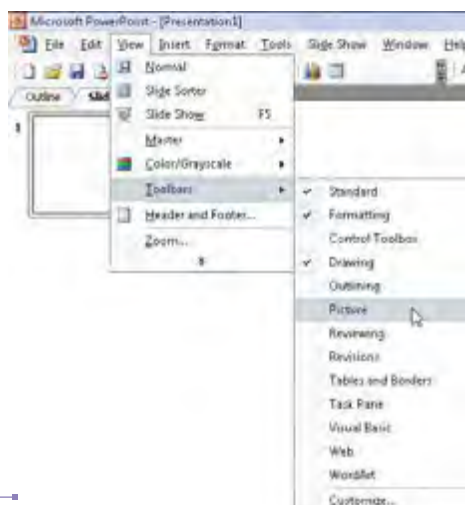 Microsoft PowerPoint - [Presentation1]
File Edit View Insert Format Tools Slide Show Window Help
Outline Slid
1
Normal
Slide Sorter
Slide Show F5
Master
Color/Grayscale
Toolbars
Header and Footer...
Zoom...
Standard
Formatting
Control Toolbox
Drawing
Outlining
Picture
Reviewing
Revisions
Tables and Borders
Task Pane
Visual Basic
Web
WordArt
Customize...